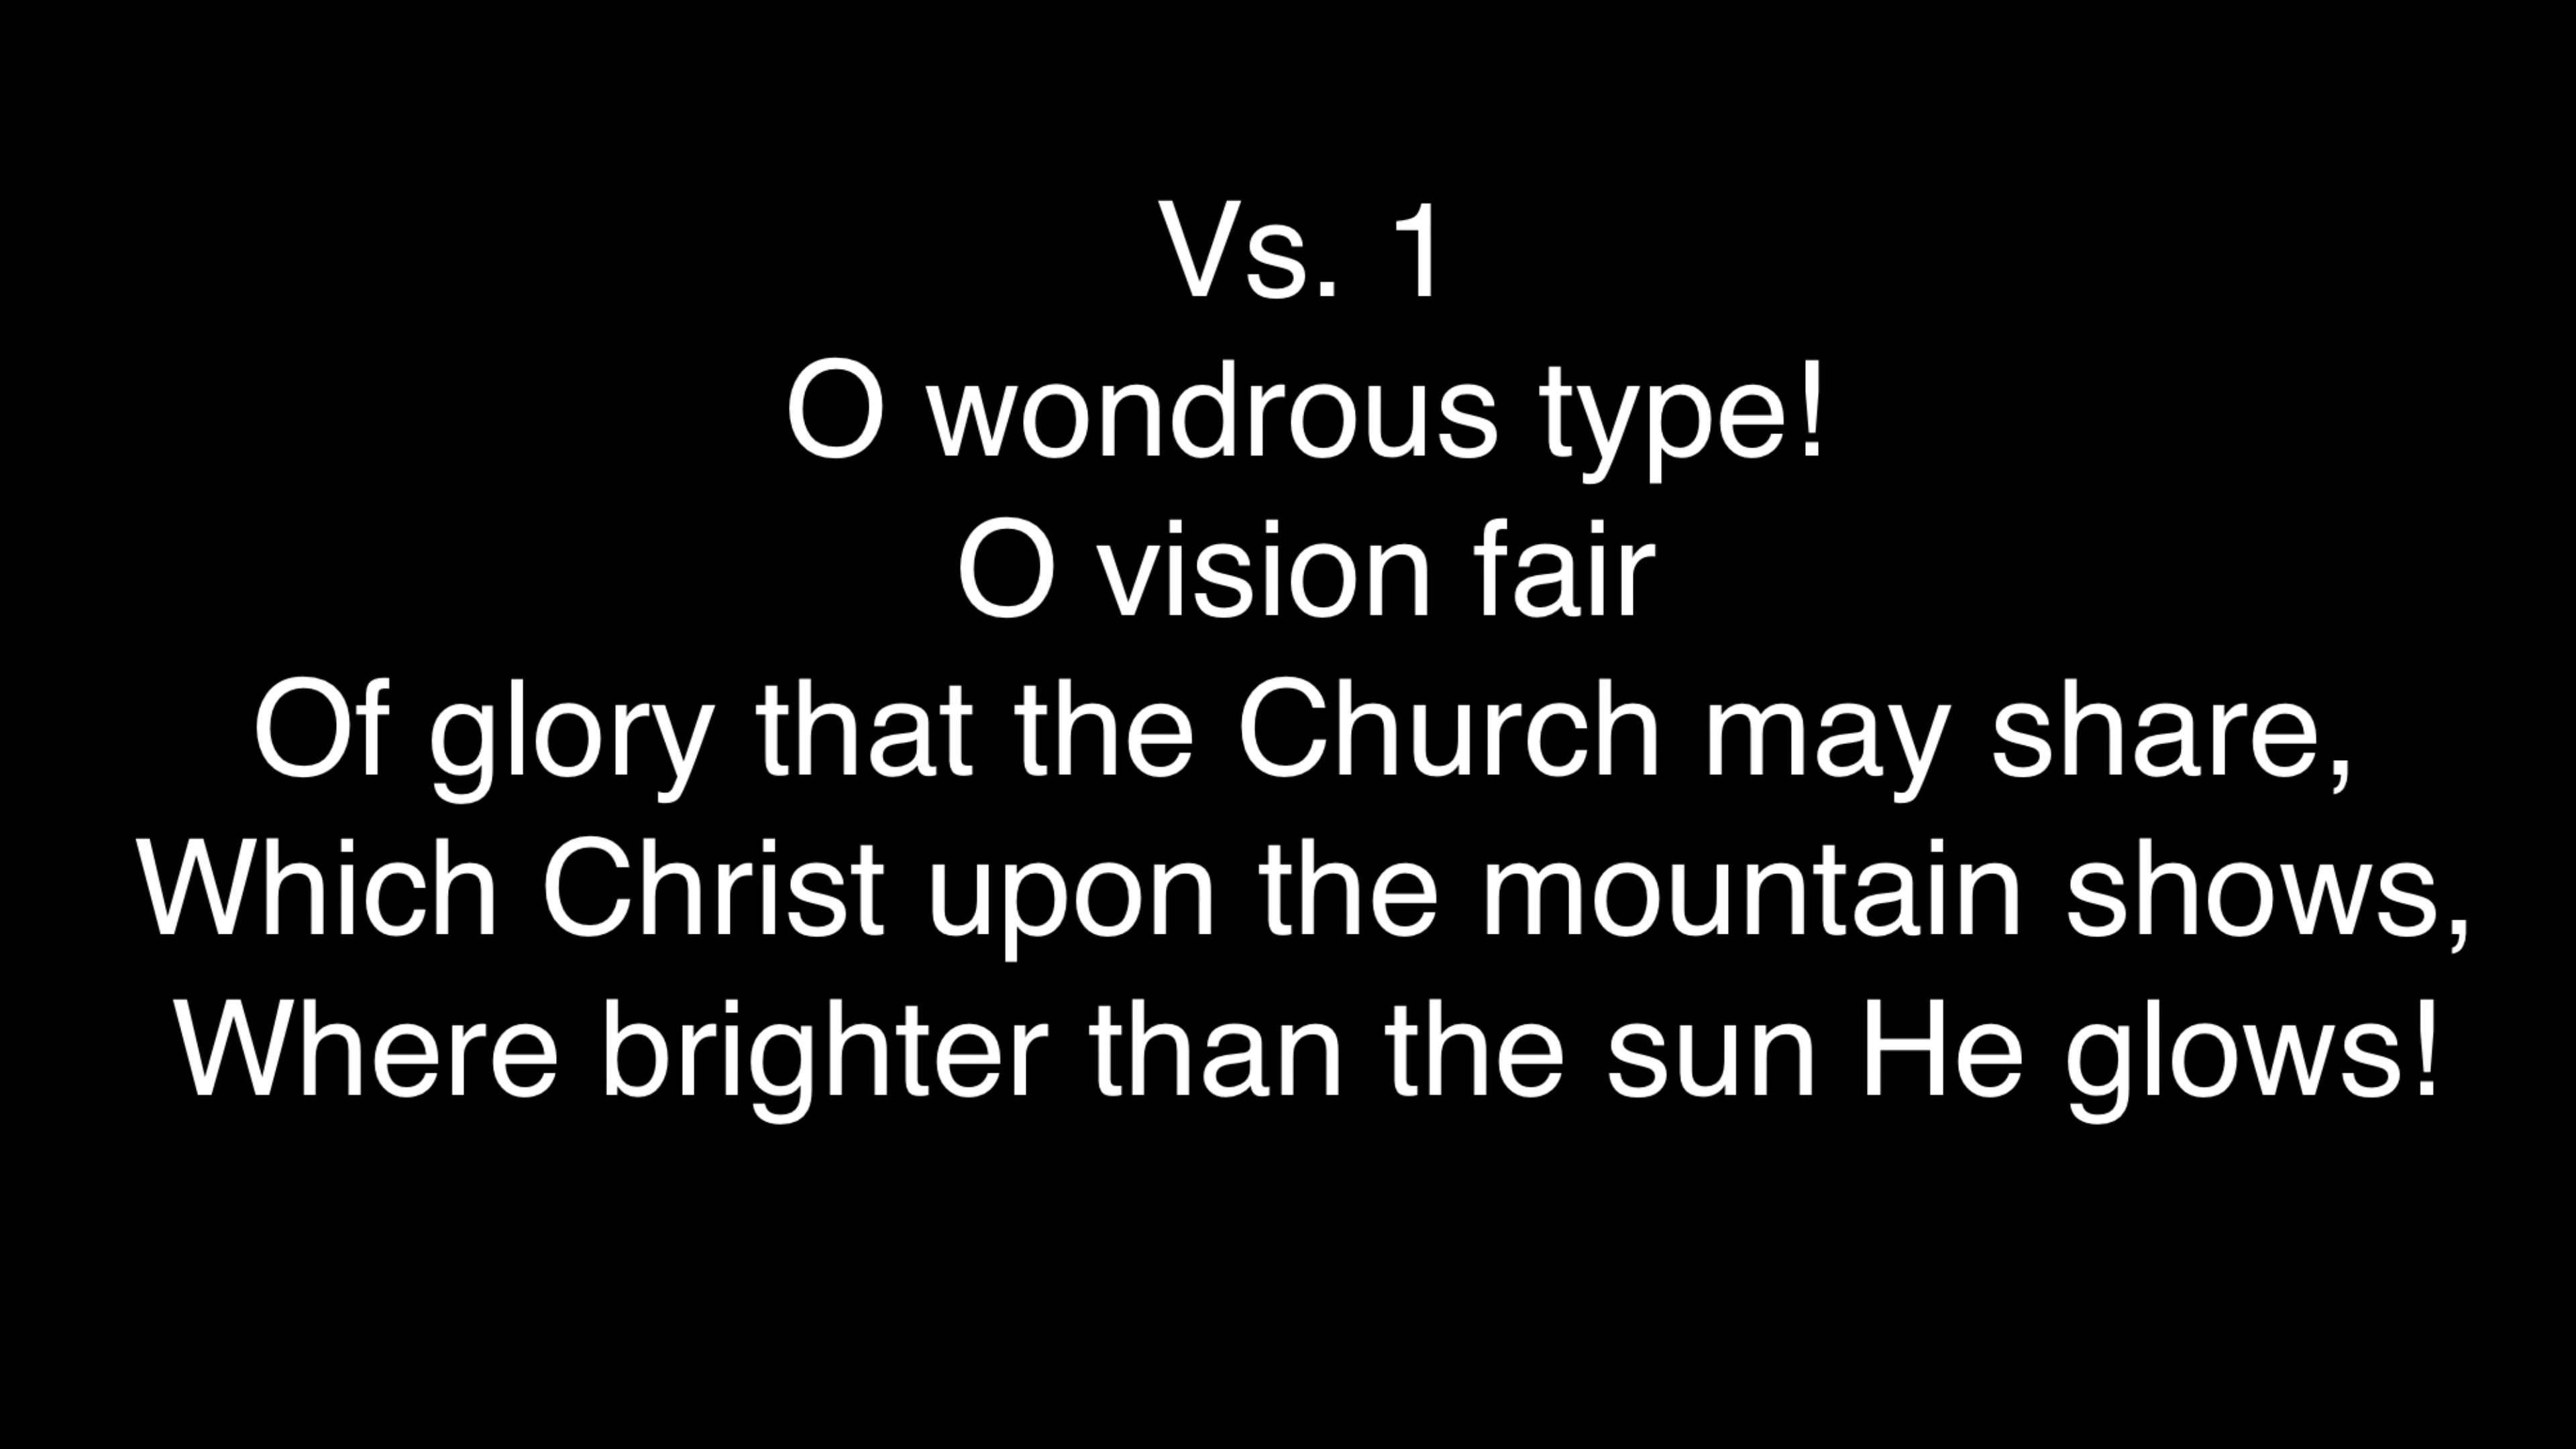 Vs. 1
O wondrous type!
O vision fair
Of glory that the Church may share,
Which Christ upon the mountain shows,
Where brighter than the sun He glows!